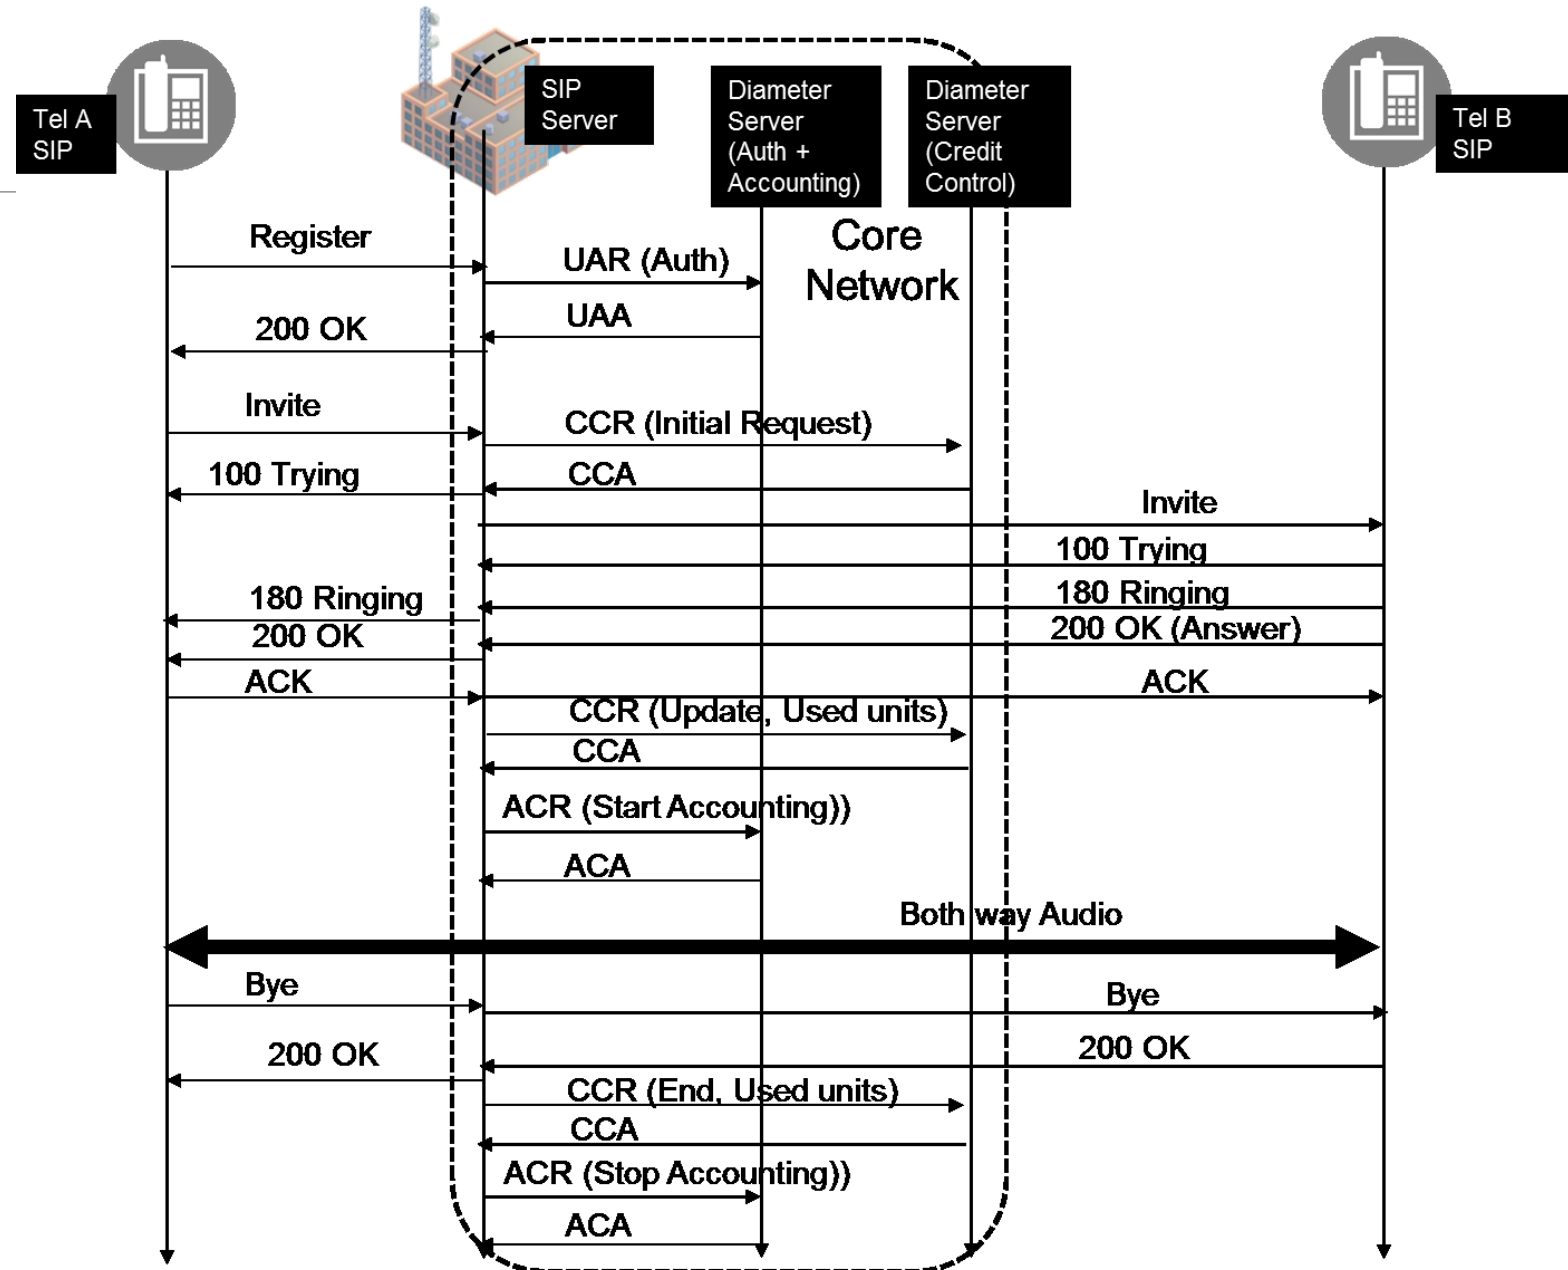 Tel A
SIP
SIP
Server
Diameter
Server
(Auth +
Accounting)
Diameter
Server
(Credit
Control)
Tel B
SIP
Core
Network
Register
UAR (Auth)
UAA
200 OK
Invite
CCR (Initial Request)
CCA
100 Trying
Invite
100 Trying
180 Ringing
180 Ringing
200 OK (Answer)
200 OK
ACK
ACK
CCR (Update, Used units)
CCA
ACR (Start Accounting))
ACA
Both way Audio
Bye
Bye
200 OK
200 OK
CCR (End, Used units)
CCA
ACR (Stop Accounting))
ACA